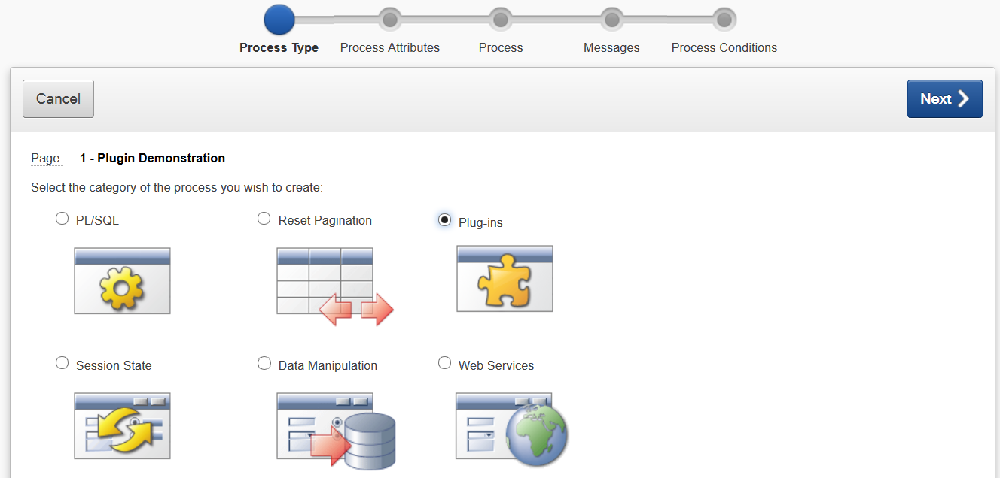 Process Type Process Attributes Process Messages Process Conditions
Cancel Next
Page: 1 - Plugin Demonstration
Select the category of the process you wish to create:
PL/SQL Reset Pagination Plug-ins
Session State Data Manipulation Web Services